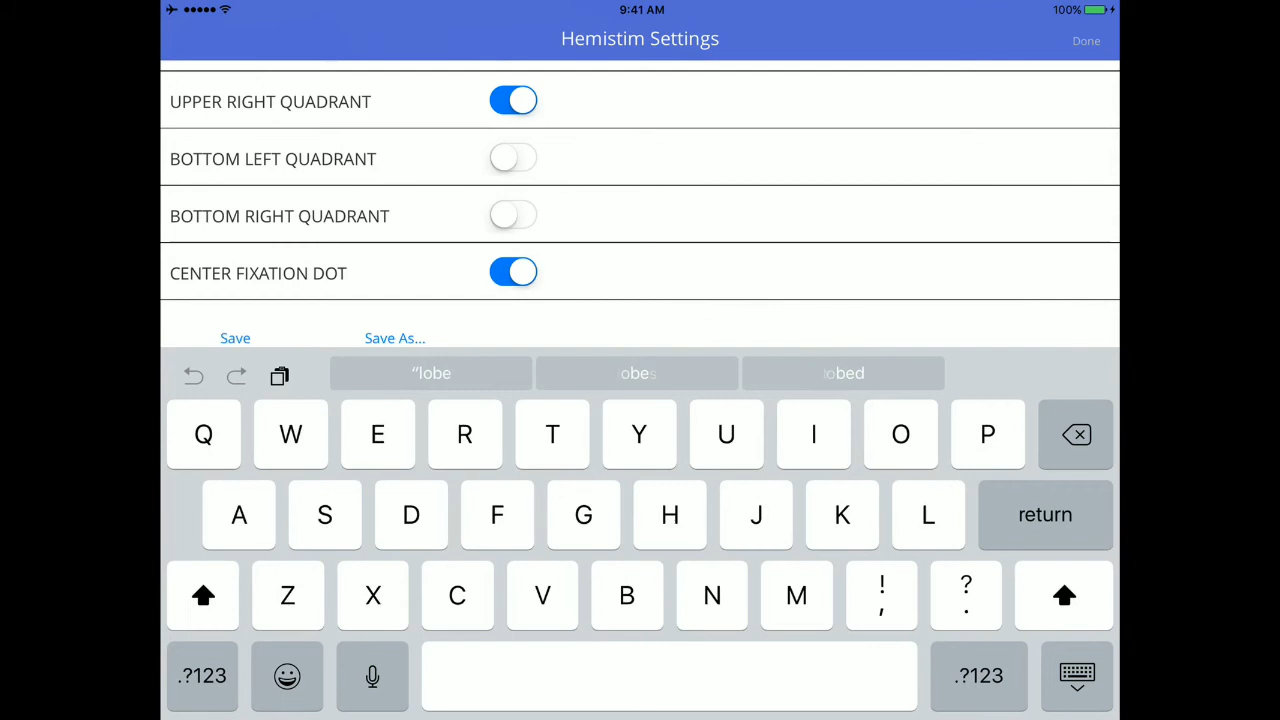 9:41 AM
100%
Hemistim Settings
Done
UPPER RIGHT QUADRANT
BOTTOM LEFT QUADRANT
BOTTOM RIGHT QUADRANT
CENTER FIXATION DOT
Save Save As...
“lobe obes lobed
Q W E R T Y U I O P
A S D F G H J K L return
Z X C V B N M ! , ? .
.?123 .?123